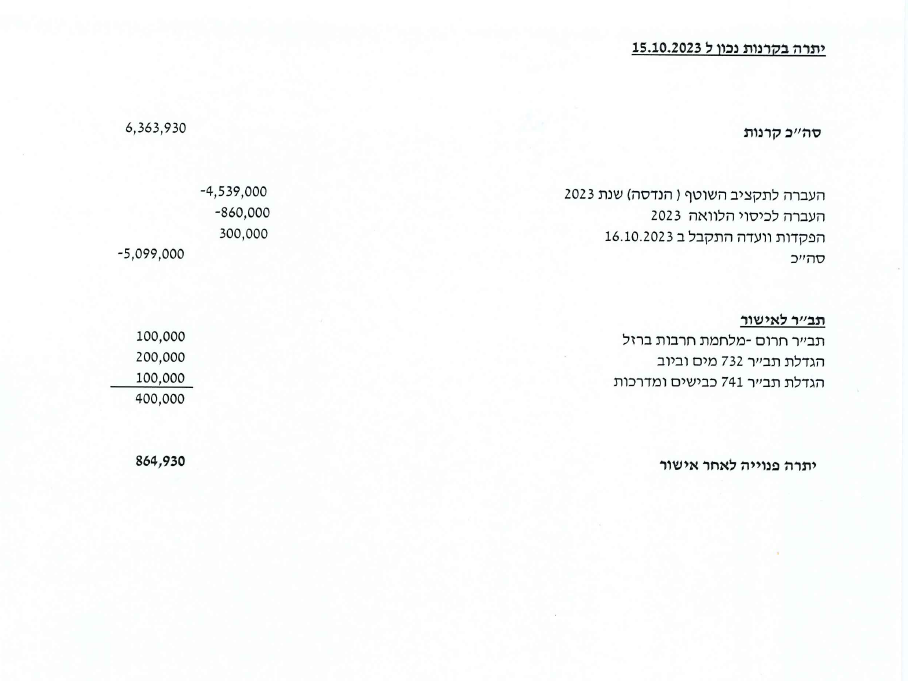 יתרה בקרנות נכון ל 15.10.2023
סה״כ קרנות 6,363,930
העברה לתקציב השוטף ( הנדסה) שנת 2023 -4,539,000
העברה לכיסוי הלוואה 2023 -860,000
הפקדות וועדה התקבל ב 16.10.2023 300,000
סה״כ -5,099,000
תב״ר לאישור
תב״ר חרום -מלחמת חרבות ברזל 100,000
הגדלת תב״ר 732 מים וביוב 200,000
הגדלת תב״ר 741 כבישים ומדרכות 100,000
400,000
יתרה פנוייה לאחר אישור 864,930